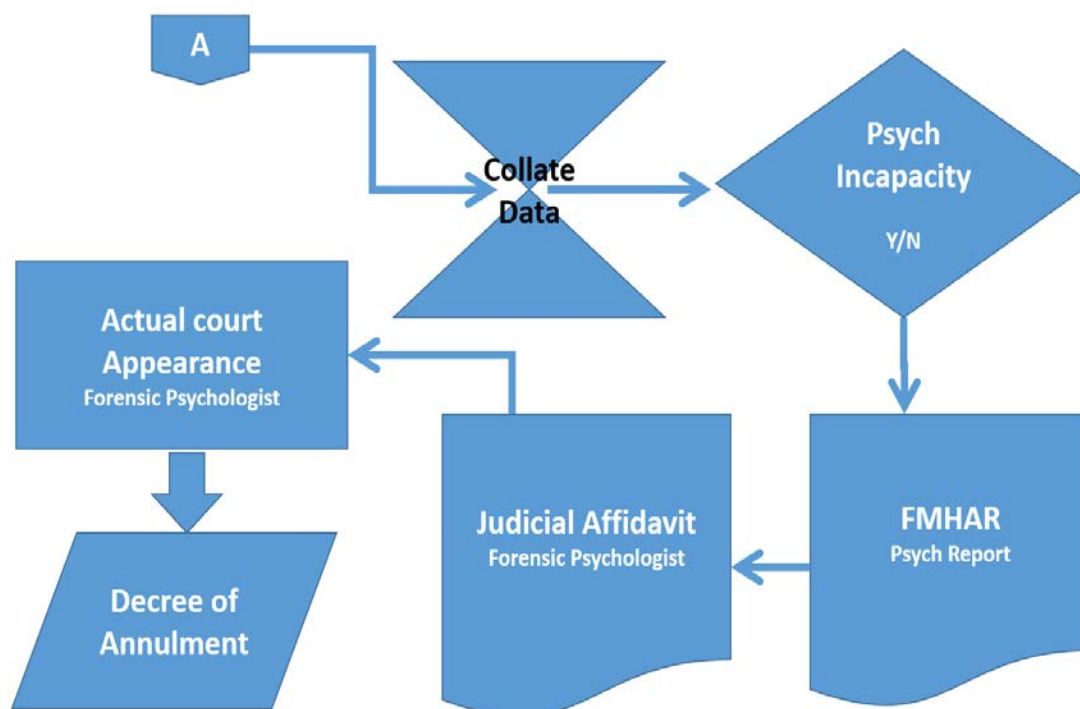 A
Collate
Data
Psych
Incapacity
Y/N
FMHAR
Psych Report
Judicial Affidavit
Forensic Psychologist
Actual court
Appearance
Forensic Psychologist
Decree of
Annulment